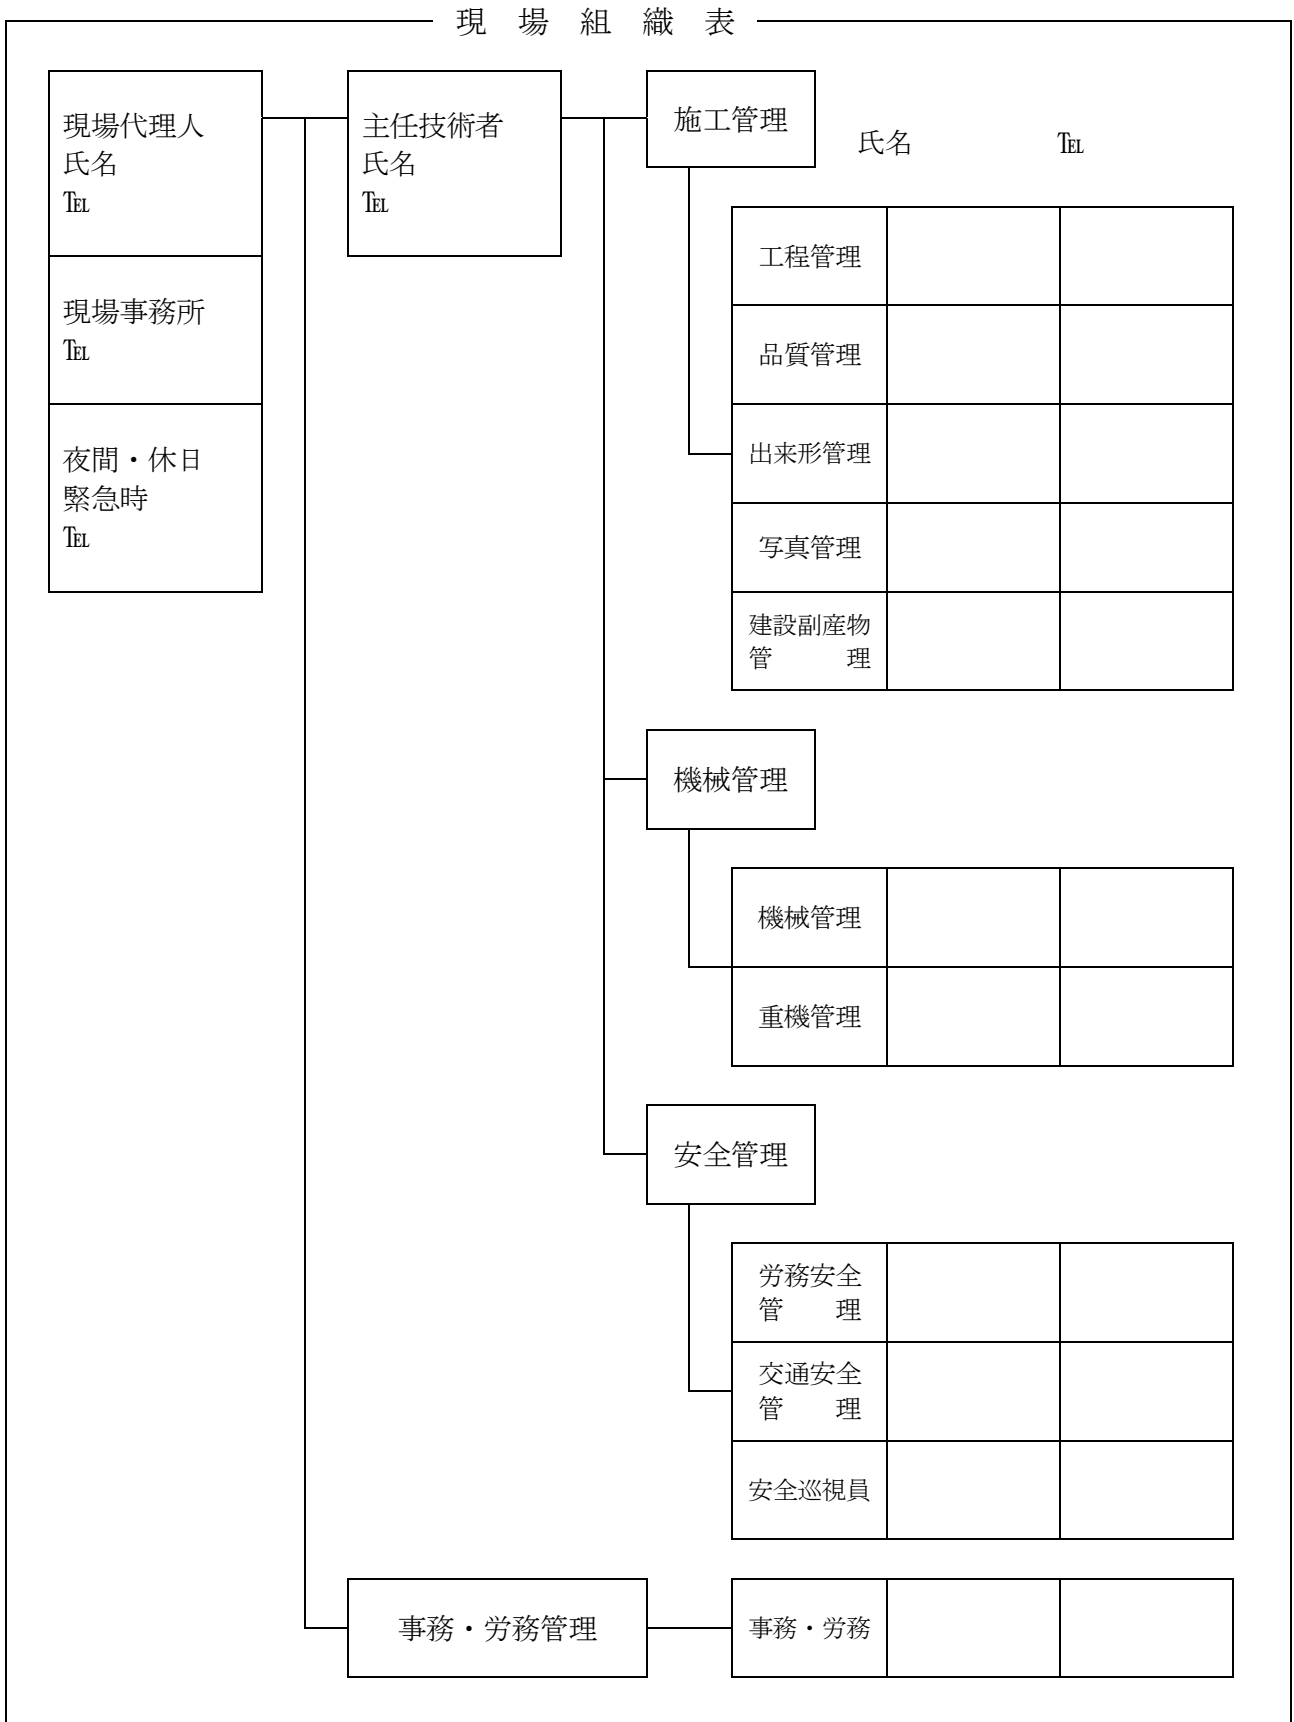 現 場 組 織 表
現場代理人
氏名
℡
現場事務所
℡
夜間・休日
緊急時
℡
主任技術者
氏名
℡
施工管理
氏名 ℡
工程管理
品質管理
出来形管理
写真管理
建設副産物
管 理
機械管理
機械管理
重機管理
安全管理
労務安全
管 理
交通安全
管 理
安全巡視員
事務・労務管理
事務・労務